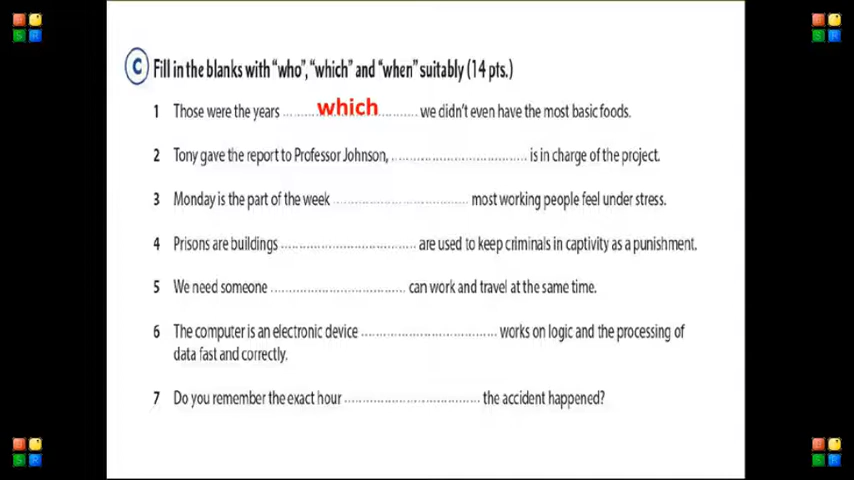 C Fill in the blanks with "who", "which" and "when" suitably (14 pts.)
1 Those were the years ........ which ........ we didn't even have the most basic foods.
2 Tony gave the report to Professor Johnson, .................................. is in charge of the project.
3 Monday is the part of the week .................................. most working people feel under stress.
4 Prisons are buildings .................................. are used to keep criminals in captivity as a punishment.
5 We need someone .................................. can work and travel at the same time.
6 The computer is an electronic device .................................. works on logic and the processing of
data fast and correctly.
7 Do you remember the exact hour .................................. the accident happened?